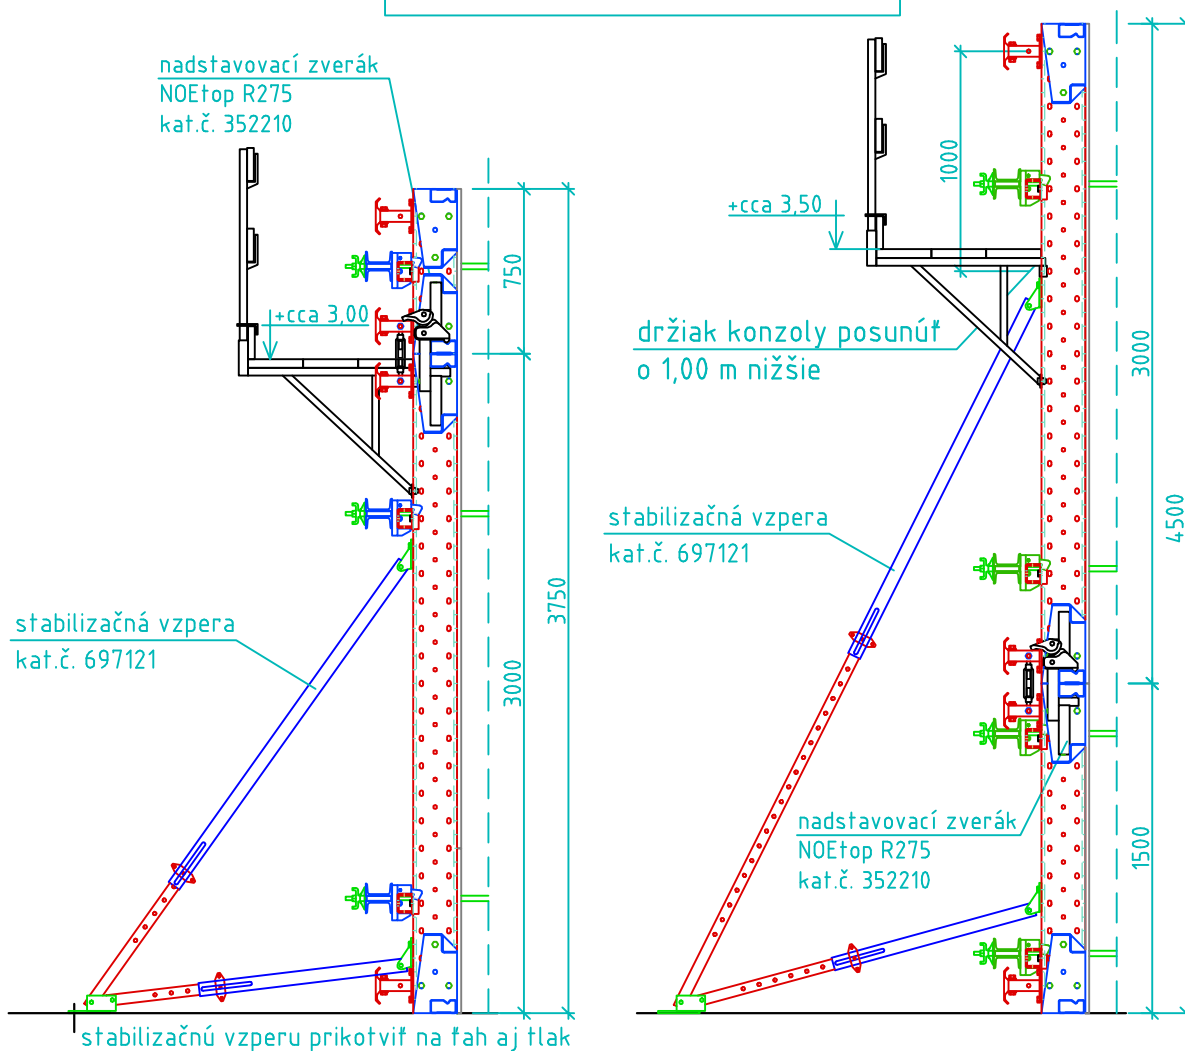 nadstavovací zverák
NOEtop R275
kat.č. 352210
+cca 3,00
750
3750
3000
stabilizačná vzpera
kat.č. 697121
stabilizačnú vzperu prikotviť na ťah aj tlak
1000
+cca 3,50
držiak konzoly posunúť
o 1,00 m nižšie
3000
4500
stabilizačná vzpera
kat.č. 697121
nadstavovací zverák
NOEtop R275
kat.č. 352210
1500